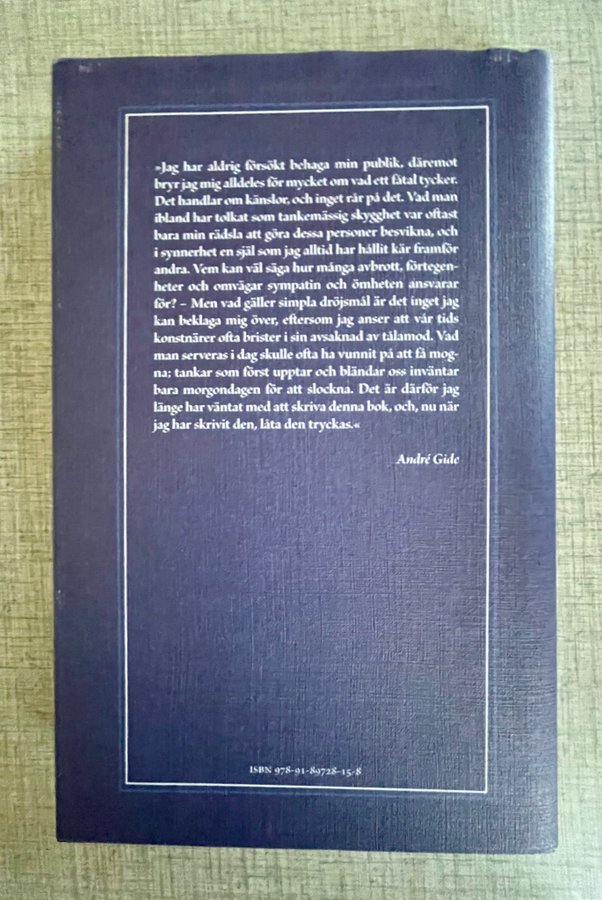 »Jag har aldrig försökt behaga min publik, däremot
bryr jag mig alldeles för mycket om vad ett fåtal tycker.
Det handlar om känslor, och inget rår på det. Vad man
ibland har tolkat som tankemässig skygghet var oftast
bara min rädsla att göra dessa personer besvikna, och
i synnerhet en själ som jag alltid har hållit kär framför
andra. Vem kan väl säga hur många avbrott, förtegen-
heter och omvägar sympatin och ömheten ansvarar
för? – Men vad gäller simpla dröjsmål är det inget jag
kan beklaga mig över, eftersom jag anser att vår tids
konstnärer ofta brister i sin avsaknad av tålamod. Vad
man serveras i dag skulle ofta ha vunnit på att få mog-
na; tankar som först upptar och bländar oss inväntar
bara morgondagen för att slockna. Det är därför jag
länge har väntat med att skriva denna bok, och, nu när
jag har skrivit den, låta den tryckas.«
André Gide
ISBN 978-91-89728-15-8